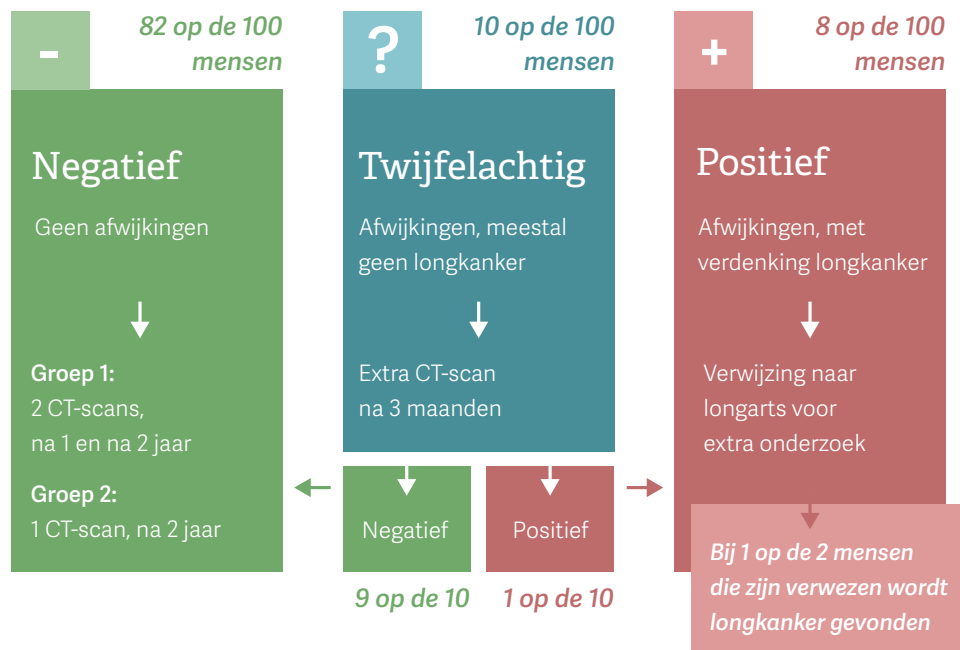 -
82 op de 100
mensen
Negatief
Geen afwijkingen
Groep 1:
2 CT-scans,
na 1 en na 2 jaar
Groep 2:
1 CT-scan, na 2 jaar
?
10 op de 100
mensen
Twijfelachtig
Afwijkingen, meestal
geen longkanker
Extra CT-scan
na 3 maanden
Negatief
9 op de 10
Positief
1 op de 10
+
8 op de 100
mensen
Positief
Afwijkingen, met
verdenking longkanker
Verwijzing naar
longarts voor
extra onderzoek
Bij 1 op de 2 mensen
die zijn verwezen wordt
longkanker gevonden